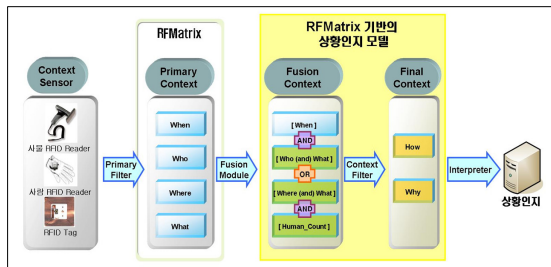 RFMatrix
RFMatrix 기반의
상황인지 모델
Context
Sensor
사물 RFID Reader
사람 RFID Reader
RFID Tag
Primary
Filter
Primary
Context
When
Who
Where
What
Fusion
Module
Fusion
Context
[ When ]
AND
[ Who (and) What ]
OR
[ Where (and) What ]
AND
[ Human_Count ]
Context
Filter
Final
Context
How
Why
Interpreter
상황인지